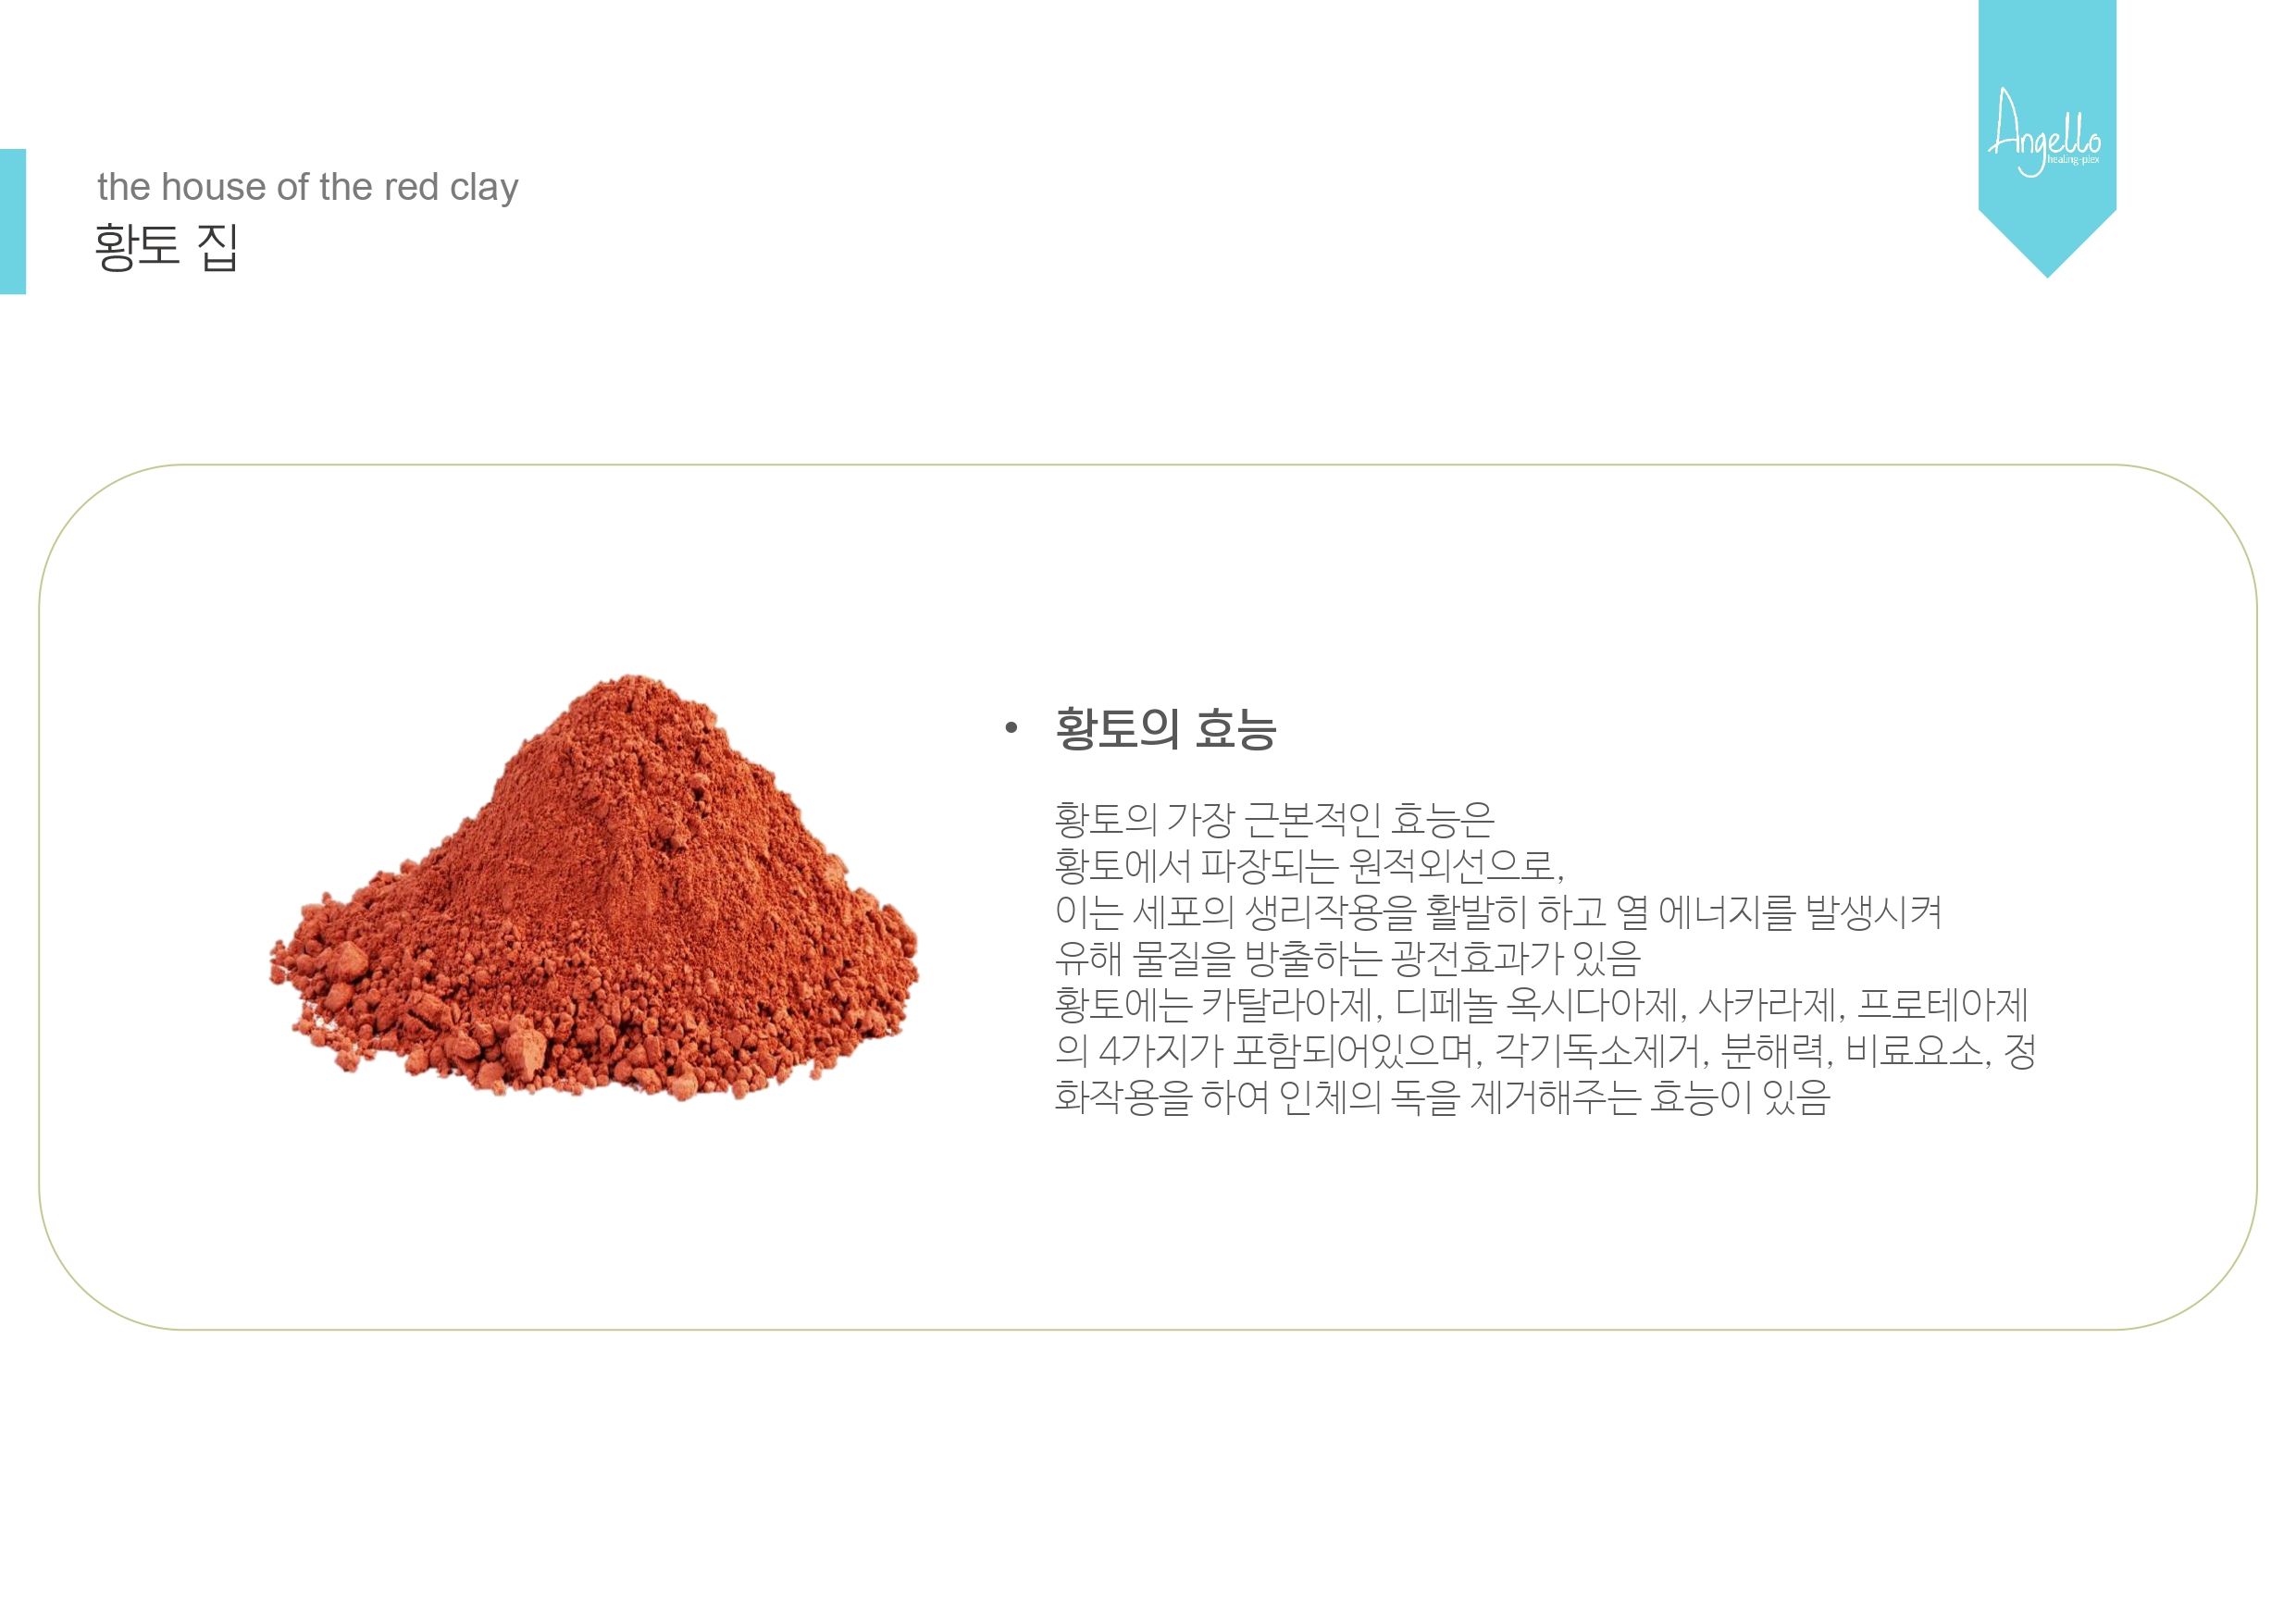 Angello
healing-plex
the house of the red clay
황토 집
• 황토의 효능
황토의 가장 근본적인 효능은
황토에서 파장되는 원적외선으로,
이는 세포의 생리작용을 활발히 하고 열 에너지를 발생시켜
유해 물질을 방출하는 광전효과가 있음
황토에는 카탈라아제, 디페놀 옥시다아제, 사카라제, 프로테아제
의 4가지가 포함되어있으며, 각기독소제거, 분해력, 비료요소, 정
화작용을 하여 인체의 독을 제거해주는 효능이 있음